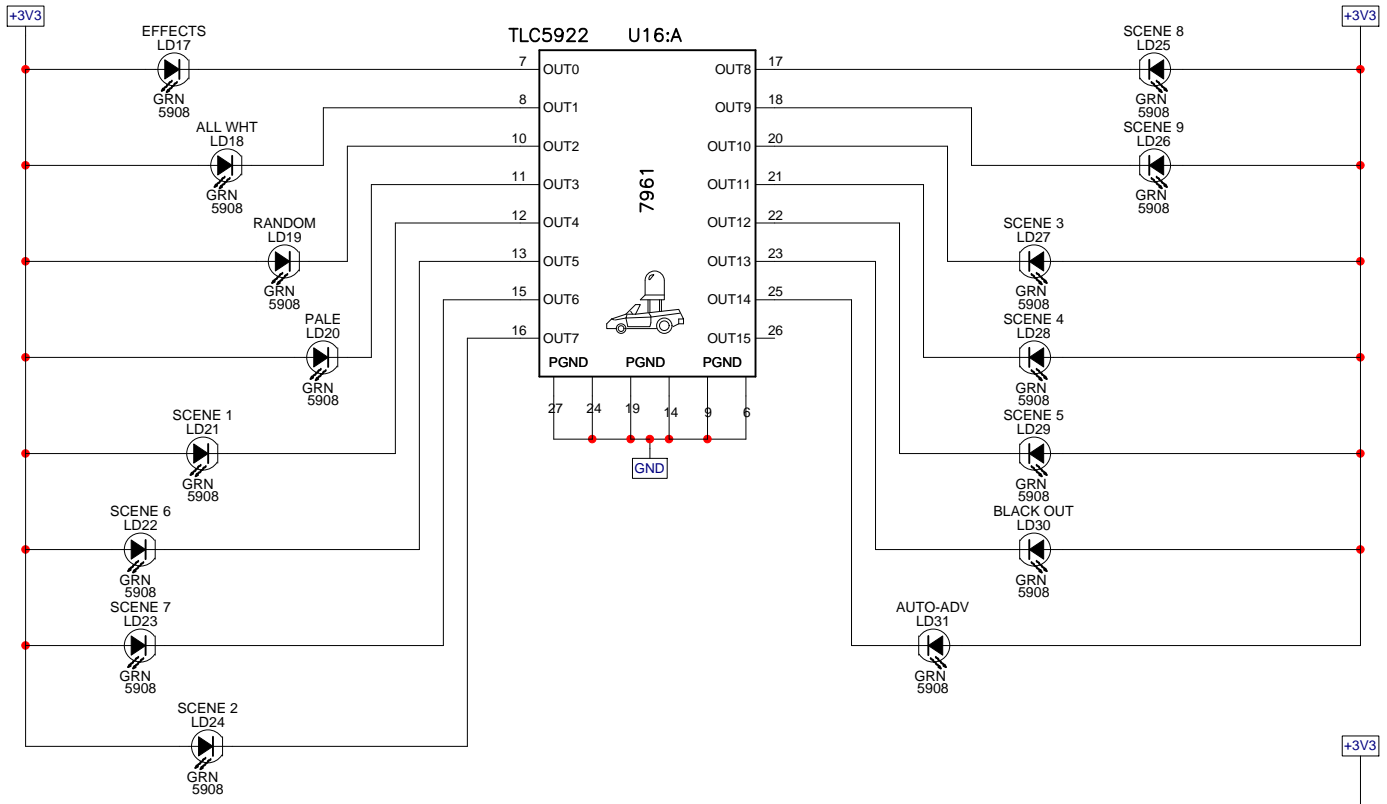 +3V3
+3V3
TLC5922 U16:A
EFFECTS
LD17
GRN
5908
ALL WHT
LD18
GRN
5908
RANDOM
LD19
GRN
5908
PALE
LD20
GRN
5908
SCENE 1
LD21
GRN
5908
SCENE 6
LD22
GRN
5908
SCENE 7
LD23
GRN
5908
SCENE 2
LD24
GRN
5908
7 OUT0
8 OUT1
10 OUT2
11 OUT3
12 OUT4
13 OUT5
15 OUT6
16 OUT7
7961
OUT8 17
OUT9 18
OUT10 20
OUT11 21
OUT12 22
OUT13 23
OUT14 25
OUT15 26
PGND PGND PGND
27 24 19 14 9 6
GND
SCENE 8
LD25
GRN
5908
SCENE 9
LD26
GRN
5908
SCENE 3
LD27
GRN
5908
SCENE 4
LD28
GRN
5908
SCENE 5
LD29
GRN
5908
BLACK OUT
LD30
GRN
5908
AUTO-ADV
LD31
GRN
5908
+3V3